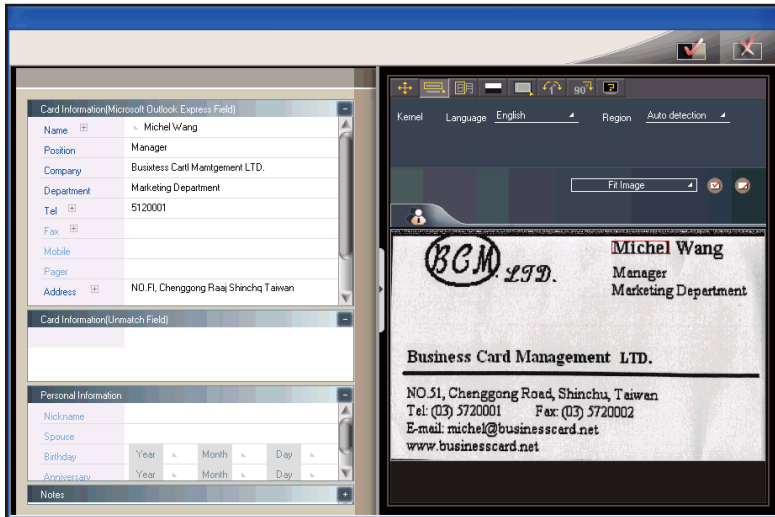 Card Information(Microsoft Outlook Express Field)
Name Michel Wang
Position Manager
Company Busixtess Cartl Mamtgement LTD.
Department Marketing Department
Tel 5120001
Fax
Mobile
Pager
Address NO.Fl, Chenggong Raaj Shinchq Taiwan
Card Information(Unmatch Field)
Personal Information
Nickname
Spouse
Birthday Year Month Day
Anniversary Year Month Day
Notes
1 90 ?
Kernel Language English Region Auto detection
Fit Image
BCM LTD.
Michel Wang
Manager
Marketing Department
Business Card Management LTD.
NO.51, Chenggong Road, Shinchu, Taiwan
Tel: (03) 5720001 Fax: (03) 5720002
E-mail: michel@businesscard.net
www.businesscard.net